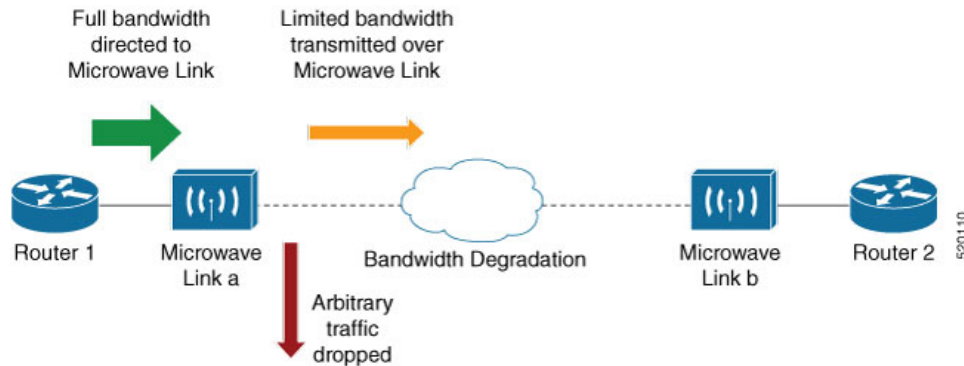 Full bandwidth
directed to
Microwave Link
Limited bandwidth
transmitted over
Microwave Link
Router 1
Microwave
Link a
Bandwidth Degradation
Microwave
Link b
Router 2
Arbitrary
traffic
dropped
520110